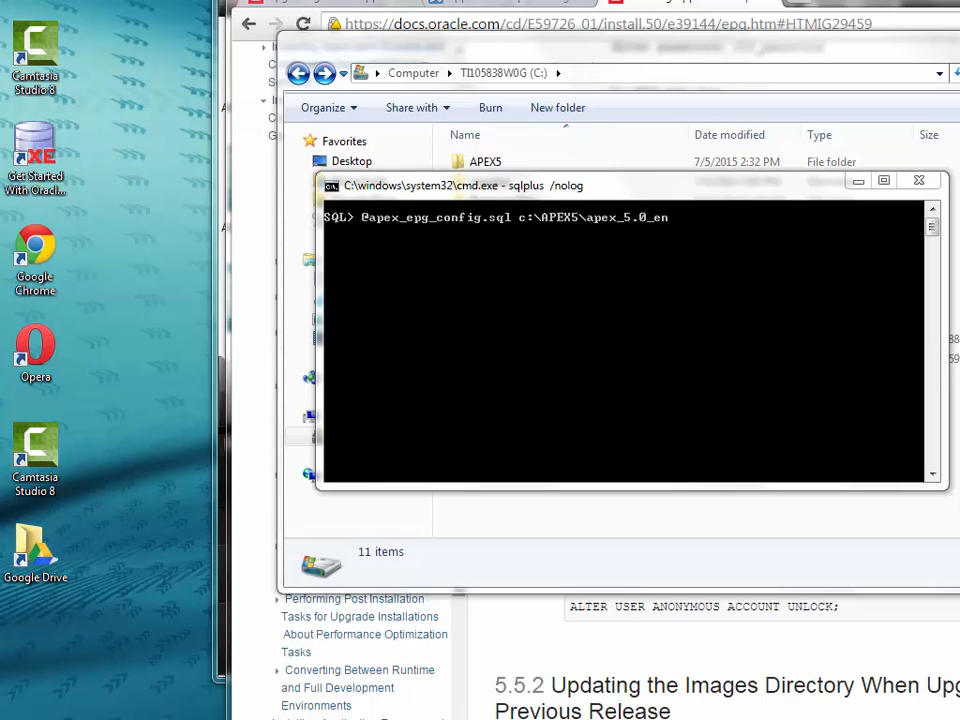 https://docs.oracle.com/cd/E59726_01/install.50/e39144/epg.htm#HTMIG29459
Computer
TI105838W0G (C:)
Organize
Share with
Burn
New folder
Favorites
Desktop
Name
Date modified
Type
Size
APEX5
7/5/2015 2:32 PM
File folder
C:\windows\system32\cmd.exe - sqlplus /nolog
SQL> @apex_epg_config.sql c:\APEX5\apex_5.0_en
11 items
Camtasia
Studio 8
XE
Get Started
With Oracl...
Google
Chrome
Opera
Camtasia
Studio 8
Google Drive
Performing Post Installation
Tasks for Upgrade Installations
About Performance Optimization
Tasks
Converting Between Runtime
and Full Development
Environments
ALTER USER ANONYMOUS ACCOUNT UNLOCK;
5.5.2 Updating the Images Directory When Upg
Previous Release